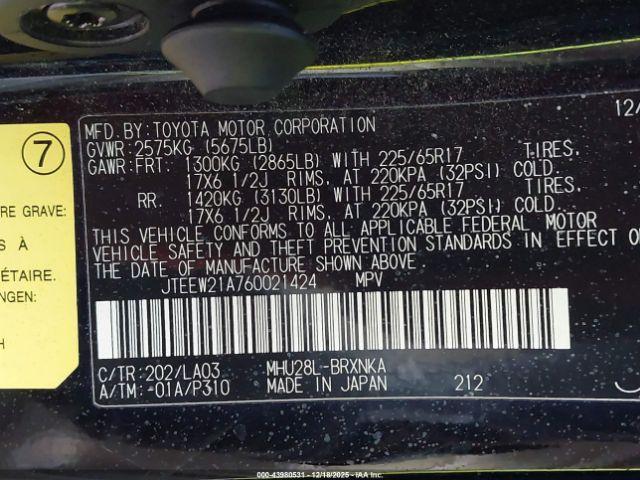 12/
MFD. BY: TOYOTA MOTOR CORPORATION
GVWR: 2575KG (5675LB)
GAWR: FRT. 1300KG (2865LB) WITH 225/65R17 TIRES,
17X6 1/2J RIMS, AT 220KPA (32PSI) COLD.
RR. 1420KG (3130LB) WITH 225/65R17 TIRES,
17X6 1/2J RIMS, AT 220KPA (32PSI) COLD.
THIS VEHICLE CONFORMS TO ALL APPLICABLE FEDERAL MOTOR
VEHICLE SAFETY AND THEFT PREVENTION STANDARDS IN EFFECT O
THE DATE OF MANUFACTURE SHOWN ABOVE.
JTEEW21A760021424 MPV
C/TR: 202/LA03 MHU28L-BRXNKA
A/TM: -01A/P310 MADE IN JAPAN 212
7
RE GRAVE:
S À
ÉTAIRE.
NGEN:
H
000-43980531 - 12/18/2025 - IAA Inc.